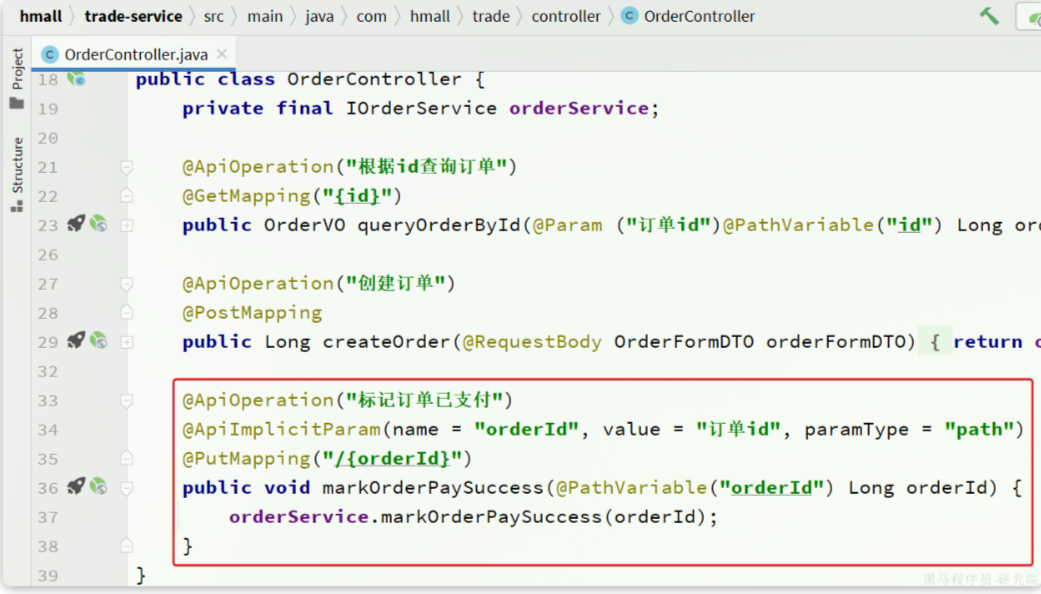 hmall 〉 trade-service 〉 src 〉 main 〉 java 〉 com 〉 hmall 〉 trade 〉 controller 〉 C OrderController
Project
Structure
C OrderController.java ×
18 public class OrderController {
19 private final IOrderService orderService;
20
21 @ApiOperation("根据id查询订单")
22 @GetMapping("{id}")
23 public OrderVO queryOrderById(@Param ("订单id")@PathVariable("id") Long
26
27 @ApiOperation("创建订单")
28 @PostMapping
29 public Long createOrder(@RequestBody OrderFormDTO orderFormDTO) { return
32
33 @ApiOperation("标记订单已支付")
34 @ApiImplicitParam(name = "orderId", value = "订单id", paramType = "path")
35 @PutMapping("/{orderId}")
36 public void markOrderPaySuccess(@PathVariable("orderId") Long orderId) {
37 orderService.markOrderPaySuccess(orderId);
38 }
39 }
黑马程序员-研究院